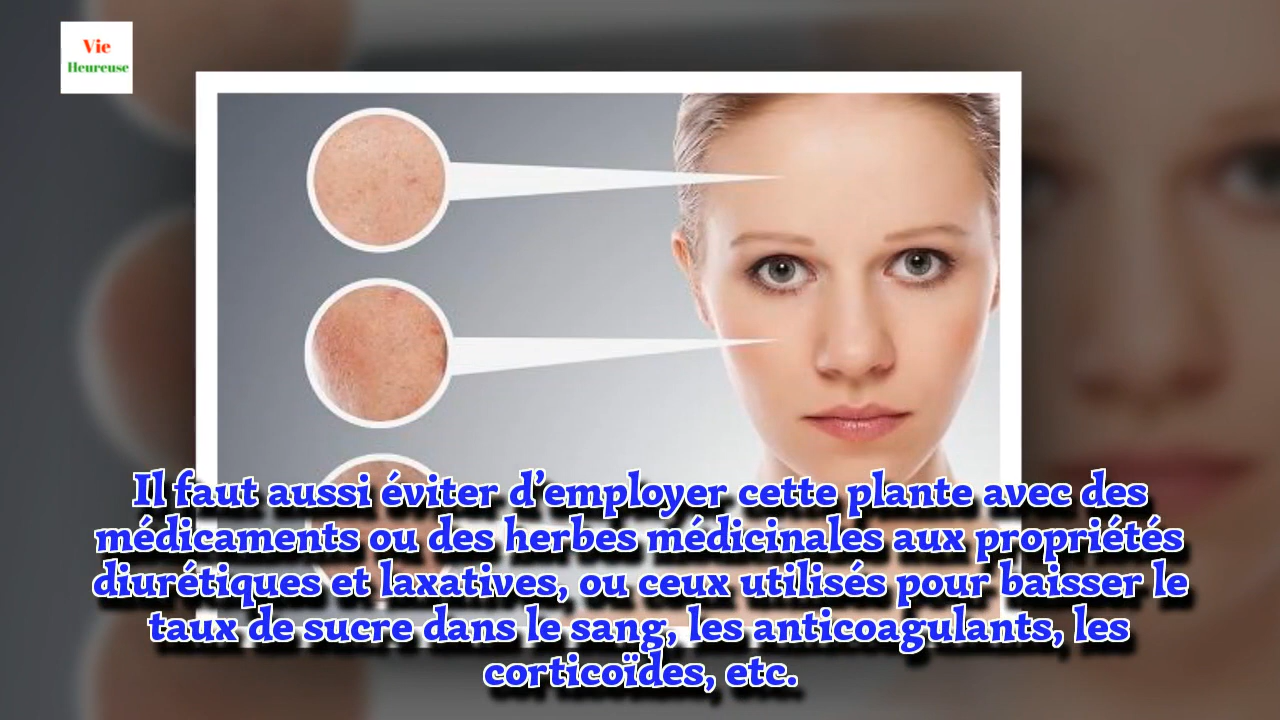 Vie
Heureuse
Il faut aussi éviter d’employer cette plante avec des
médicaments ou des herbes médicinales aux propriétés
diurétiques et laxatives, ou ceux utilisés pour baisser le
taux de sucre dans le sang, les anticoagulants, les
corticoïdes, etc.